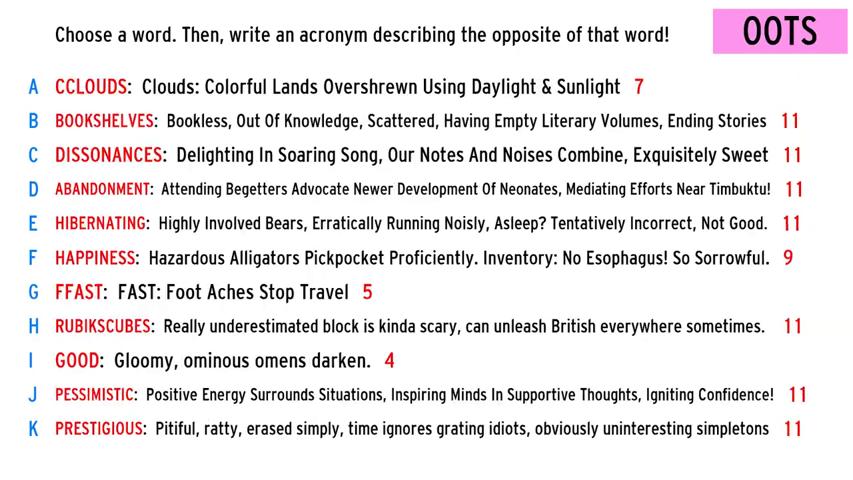 Choose a word. Then, write an acronym describing the opposite of that word!
OOTS
A CCLOUDS: Clouds: Colorful Lands Overshrewn Using Daylight & Sunlight 7
B BOOKSHELVES: Bookless, Out Of Knowledge, Scattered, Having Empty Literary Volumes, Ending Stories 11
C DISSONANCES: Delighting In Soaring Song, Our Notes And Noises Combine, Exquisitely Sweet 11
D ABANDONMENT: Attending Begetters Advocate Newer Development Of Neonates, Mediating Efforts Near Timbuktu! 11
E HIBERNATING: Highly Involved Bears, Erratically Running Noisly, Asleep? Tentatively Incorrect, Not Good. 11
F HAPPINESS: Hazardous Alligators Pickpocket Proficiently. Inventory: No Esophagus! So Sorrowful. 9
G FFAST: FAST: Foot Aches Stop Travel 5
H RUBIKSCUBES: Really underestimated block is kinda scary, can unleash British everywhere sometimes. 11
I GOOD: Gloomy, ominous omens darken. 4
J PESSIMISTIC: Positive Energy Surrounds Situations, Inspiring Minds In Supportive Thoughts, Igniting Confidence! 11
K PRESTIGIOUS: Pitiful, ratty, erased simply, time ignores grating idiots, obviously uninteresting simpletons 11